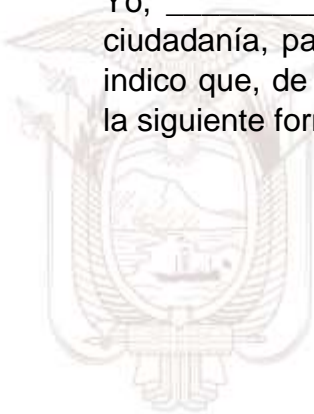 Yo, ___________
ciudadanía, pa
indico que, de
la siguiente for